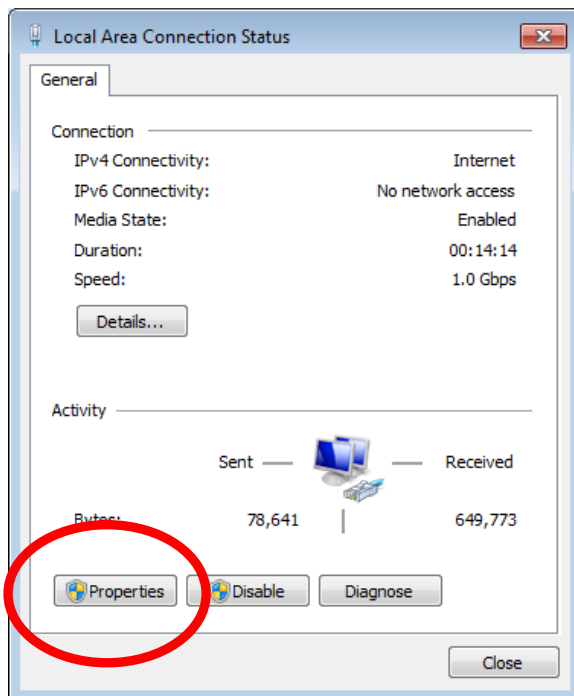 Local Area Connection Status
General
Connection
IPv4 Connectivity: Internet
IPv6 Connectivity: No network access
Media State: Enabled
Duration: 00:14:14
Speed: 1.0 Gbps
Details...
Activity
Sent Received
Bytes: 78,641 649,773
Properties Disable Diagnose
Close